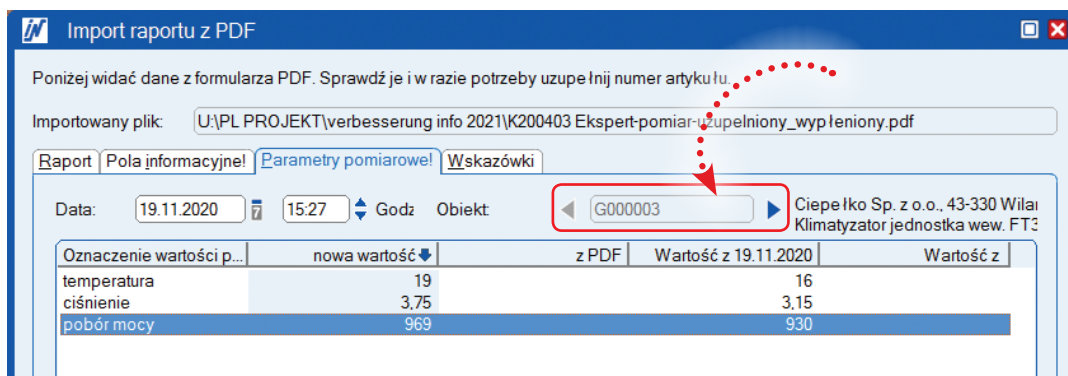 Import raportu z PDF
Poniżej widać dane z formularza PDF. Sprawdź je i w razie potrzeby uzupełnij numer artykułu.
Importowany plik: U:\PL PROJEKT\verbesserung info 2021\K200403 Ekspert-pomiar-uzupelniony_wypłeniony.pdf
Raport Pola informacyjne! Parametry pomiarowe! Wskazówki
Data: 19.11.2020 7 15:27 Godz Obiekt: G000003 Ciepełko Sp. z o.o., 43-330 Wilar
Klimatyzator jednostka wew. FT3
Oznaczenie wartości p... nowa wartość z PDF Wartość z 19.11.2020 Wartość z
temperatura 19 16
ciśnienie 3,75 3,15
pobór mocy 969 930